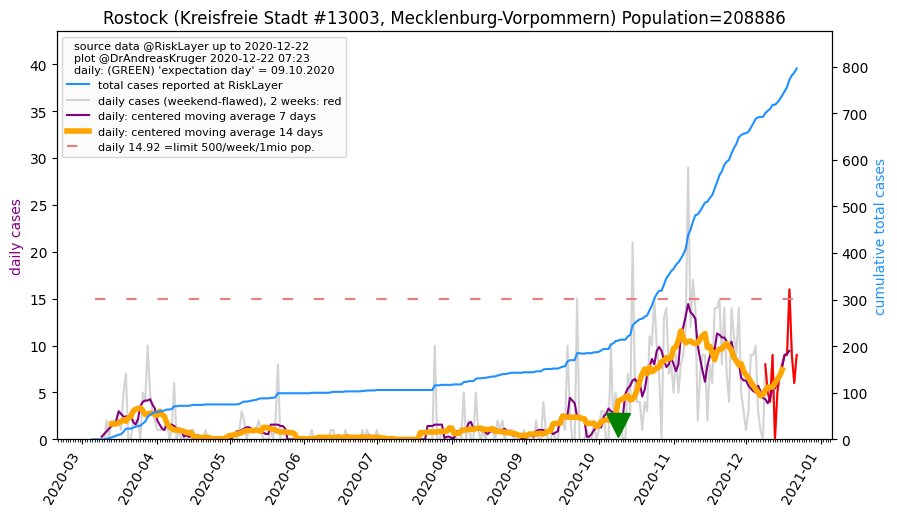 Rostock (Kreisfreie Stadt #13003, Mecklenburg-Vorpommern) Population=208886
source data @RiskLayer up to 2020-12-22
plot @DrAndreasKruger 2020-12-22 07:23
daily: (GREEN) 'expectation day' = 09.10.2020
total cases reported at RiskLayer
daily cases (weekend-flawed), 2 weeks: red
daily: centered moving average 7 days
daily: centered moving average 14 days
daily 14.92 =limit 500/week/1mio pop.
daily cases
40
35
30
25
20
15
10
5
0
cumulative total cases
800
700
600
500
400
300
200
100
0
2020-03
2020-04
2020-05
2020-06
2020-07
2020-08
2020-09
2020-10
2020-11
2020-12
2021-01